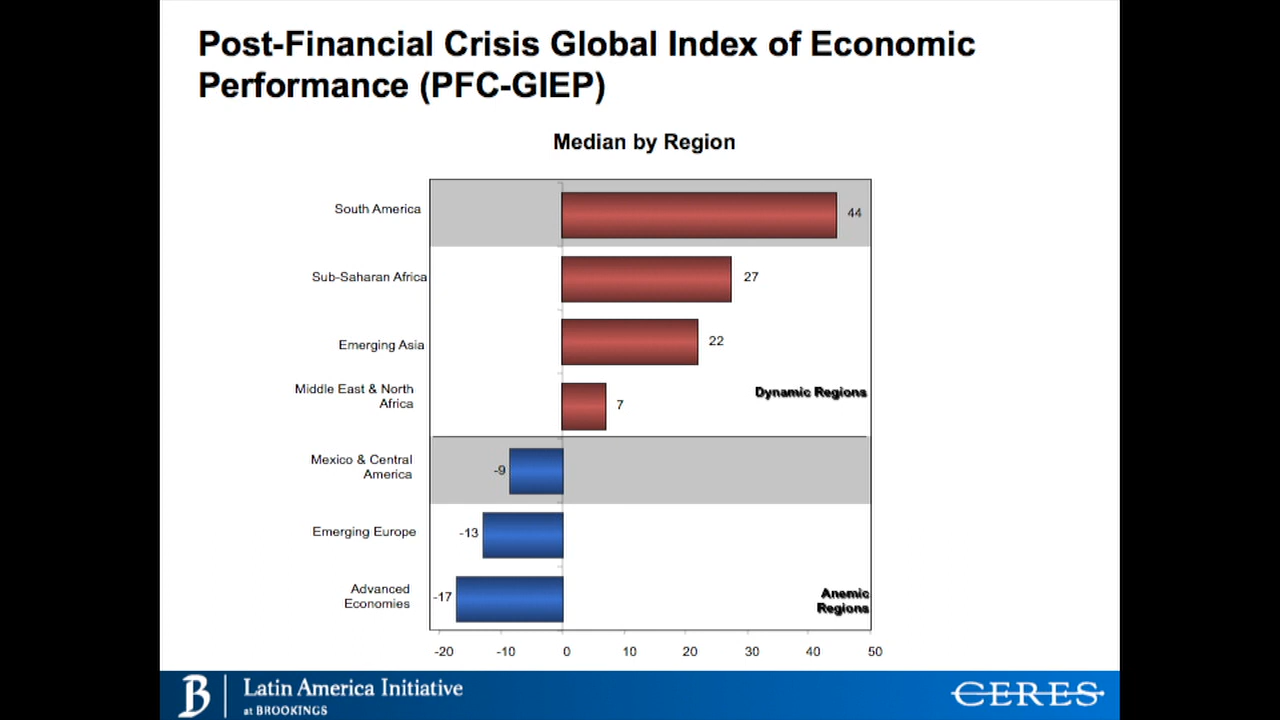 Post-Financial Crisis Global Index of Economic
Performance (PFC-GIEP)
Median by Region
South America
44
Sub-Saharan Africa
27
Emerging Asia
22
Middle East & North
Africa
7
Dynamic Regions
Mexico & Central
America
-9
Emerging Europe
-13
Advanced
Economies
-17
Anemic
Regions
-20 -10 0 10 20 30 40 50
B
Latin America Initiative
at BROOKINGS
CERES